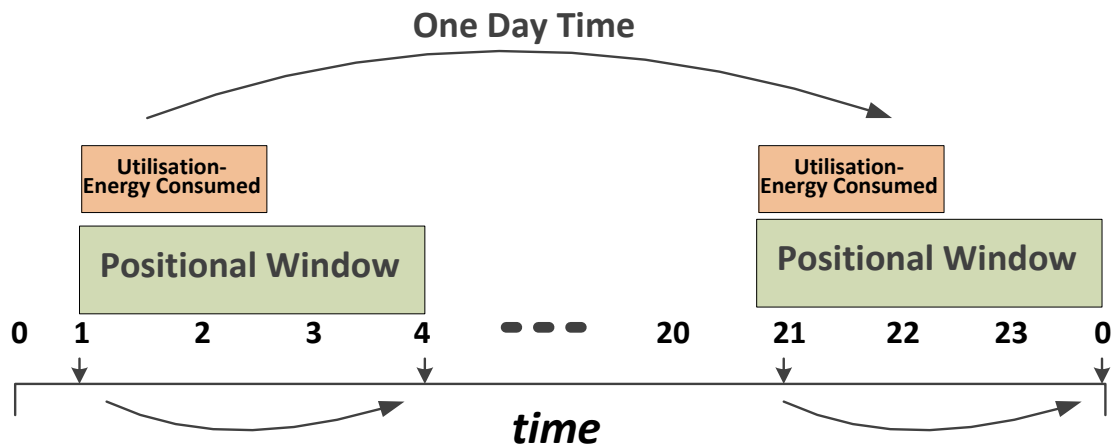 One Day Time
Utilisation-
Energy Consumed
Utilisation-
Energy Consumed
Positional Window
Positional Window
0 1 2 3 4 20 21 22 23 0
time